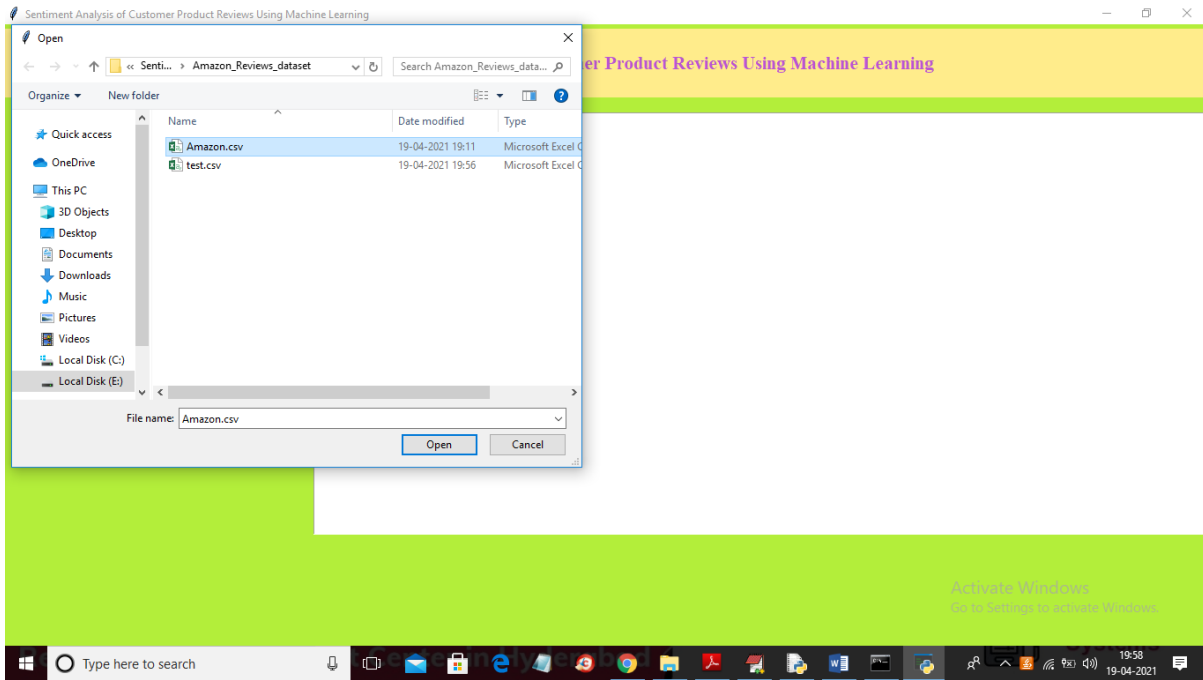 Sentiment Analysis of Customer Product Reviews Using Machine Learning
Open
er Product Reviews Using Machine Learning
« Senti... › Amazon_Reviews_dataset
Search Amazon_Reviews_data...
Organize
New folder
Name
Date modified
Type
Quick access
OneDrive
This PC
3D Objects
Desktop
Documents
Downloads
Music
Pictures
Videos
Local Disk (C:)
Local Disk (E:)
Amazon.csv 19-04-2021 19:11 Microsoft Excel C
test.csv 19-04-2021 19:56 Microsoft Excel C
File name: Amazon.csv
Open
Cancel
Activate Windows
Go to Settings to activate Windows.
Type here to search
19:58
19-04-2021